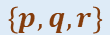 {p, q, r}